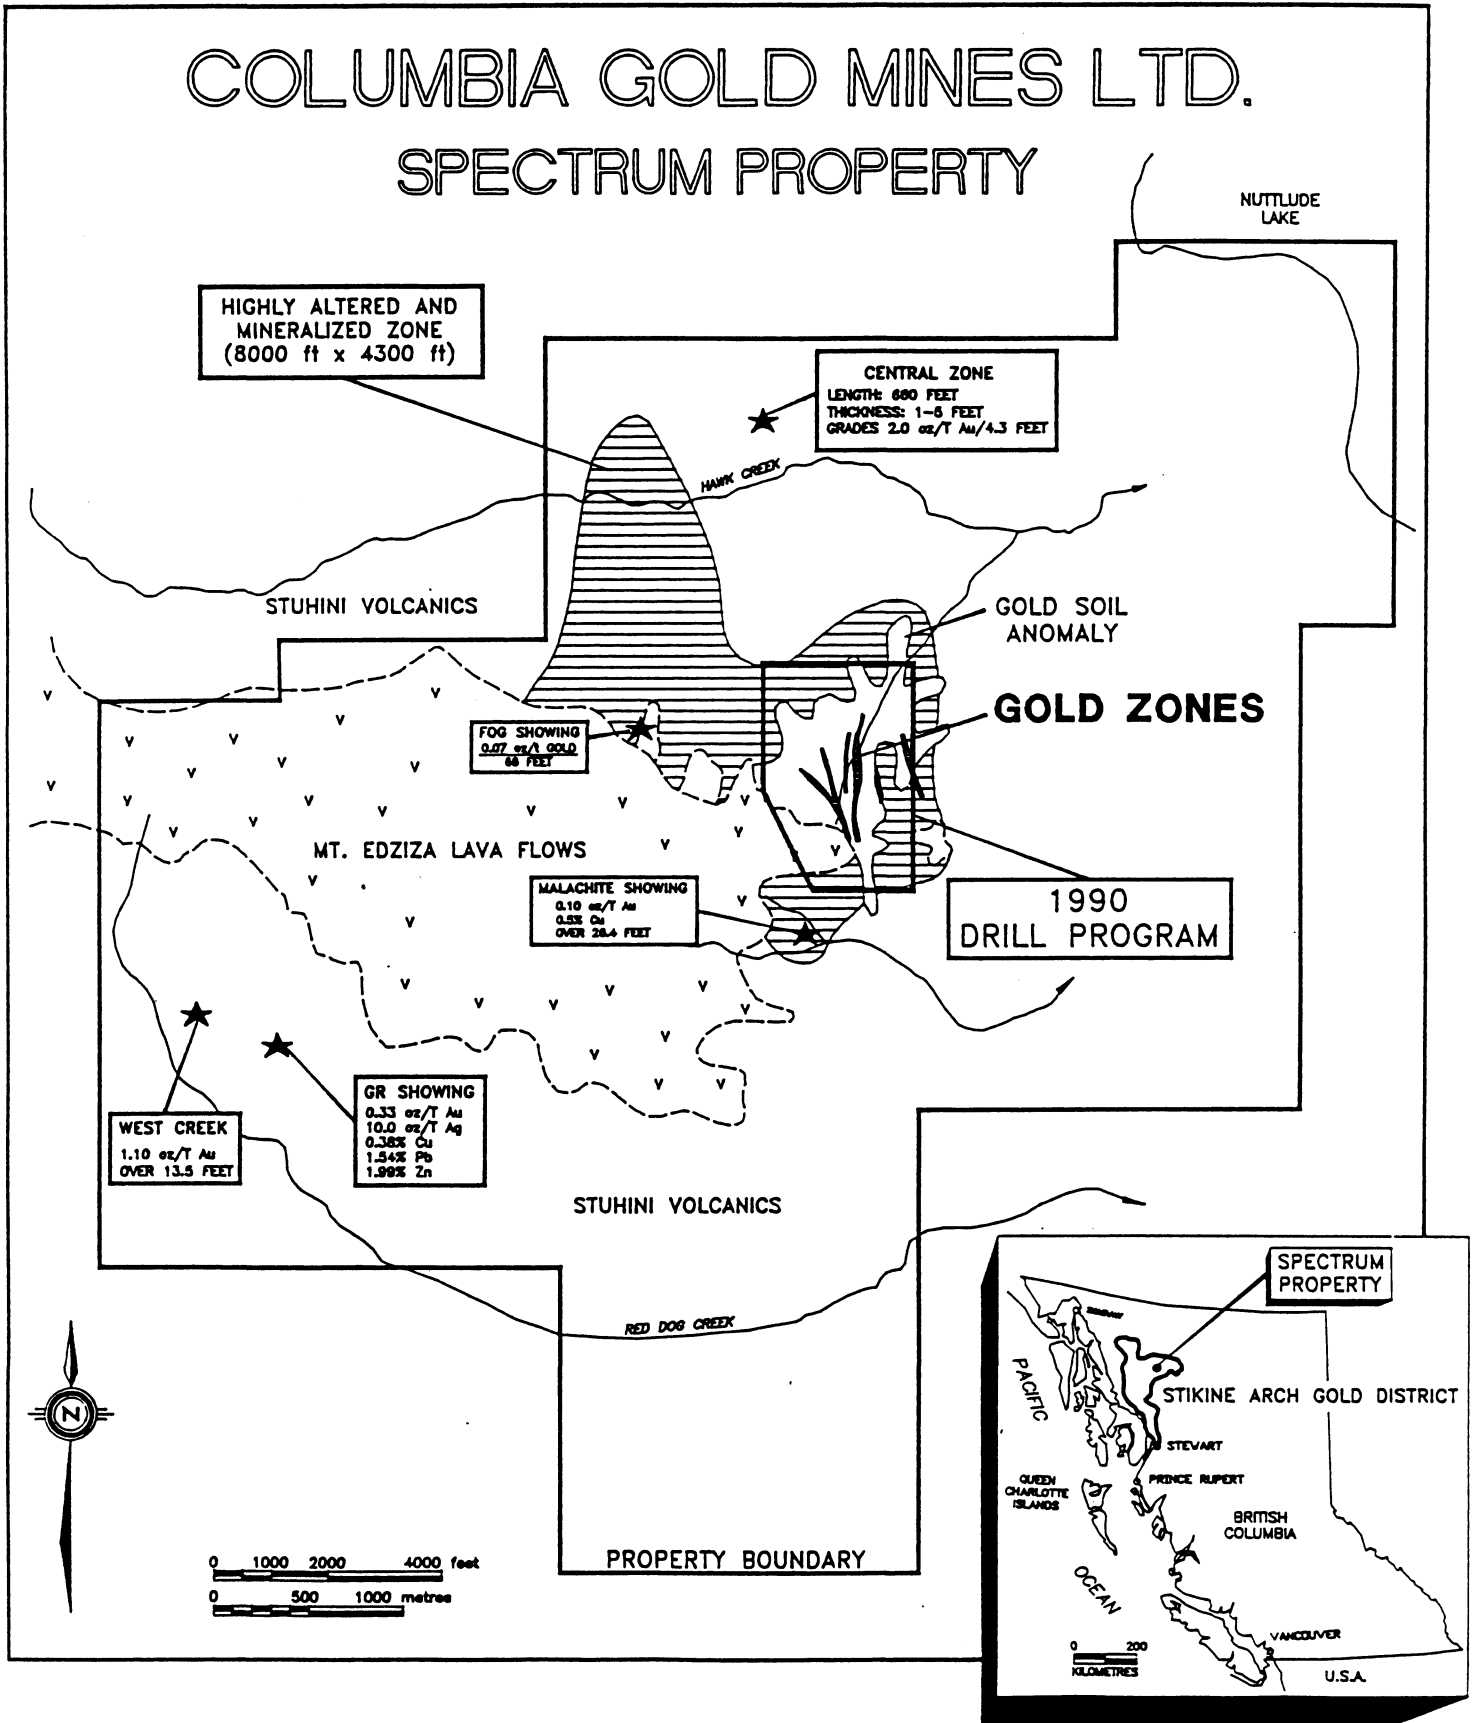 COLUMBIA GOLD MINES LTD.
SPECTRUM PROPERTY
NUTTLUDE
LAKE
HIGHLY ALTERED AND
MINERALIZED ZONE
(8000 ft x 4300 ft)
CENTRAL ZONE
LENGTH: 660 FEET
THICKNESS: 1-6 FEET
GRADES 2.0 oz/T Au/4.3 FEET
HAWK CREEK
STUHINI VOLCANICS
GOLD SOIL
ANOMALY
GOLD ZONES
FOG SHOWING
0.07 oz/t GOLD
66 FEET
MT. EDZIZA LAVA FLOWS
MALACHITE SHOWING
0.10 oz/T Au
0.5% Cu
OVER 26.4 FEET
1990
DRILL PROGRAM
GR SHOWING
0.33 oz/T Au
10.0 oz/T Ag
0.38% Cu
1.54% Pb
1.99% Zn
WEST CREEK
1.10 oz/T Au
OVER 13.5 FEET
STUHINI VOLCANICS
RED DOG CREEK
N
PROPERTY BOUNDARY
0 1000 2000 4000 feet
0 500 1000 metres
SPECTRUM
PROPERTY
PACIFIC
STIKINE ARCH GOLD DISTRICT
STEWART
PRINCE RUPERT
QUEEN
CHARLOTTE
ISLANDS
BRITISH
COLUMBIA
OCEAN
VANCOUVER
0 200
KILOMETRES
U.S.A.